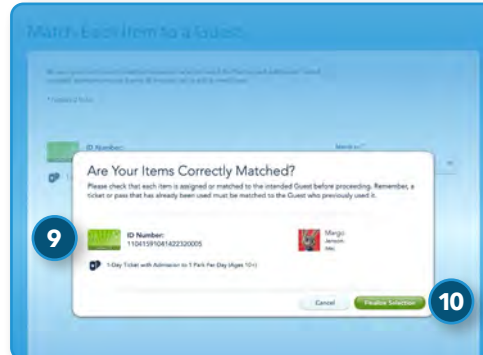 Match Each Item to a Guest
Are Your Items Correctly Matched?
Please check that each item is assigned or matched to the intended Guest before proceeding. Remember, a
ticket or pass that has already been used must be matched to the Guest who previously used it.
9
ID Number:
11041591041422320005
Margo
Jenson
1-Day Ticket with Admission to 1 Park Per Day (Ages 10+)
Cancel
Finalize Selection
10